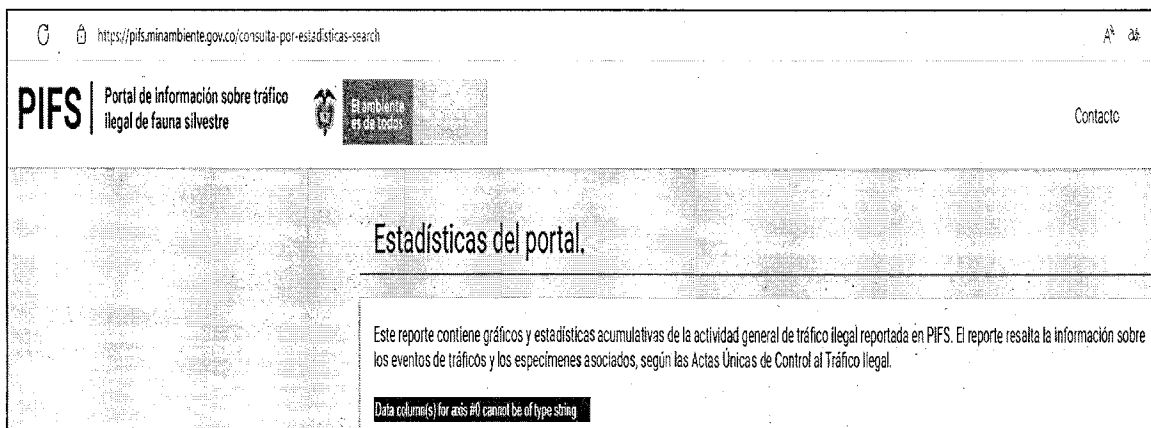 https://pifs.minambiente.gov.co/consulta-por-estadisticas-search
PIFS
Portal de información sobre tráfico
ilegal de fauna silvestre
El ambiente
es de todos
Contacto
Estadísticas del portal.
Este reporte contiene gráficos y estadísticas acumulativas de la actividad general de tráfico ilegal reportada en PIFS. El reporte resalta la información sobre
los eventos de tráficos y los especímenes asociados, según las Actas Únicas de Control al Tráfico Ilegal.
Data column(s) for axis #0 cannot be of type string